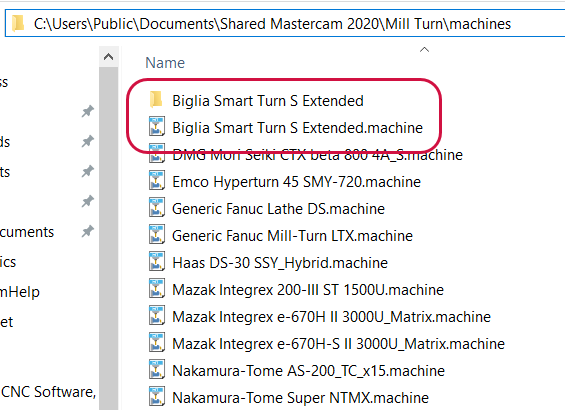 C:\Users\Public\Documents\Shared Mastercam 2020\Mill Turn\machines
Name
ss
Biglia Smart Turn S Extended
Biglia Smart Turn S Extended.machine
ds
DMG Mori Seiki CTX beta 800 4A_S.machine
ts
Emco Hyperturn 45 SMY-720.machine
Generic Fanuc Lathe DS.machine
cuments
Generic Fanuc Mill-Turn LTX.machine
ics
Haas DS-30 SSY_Hybrid.machine
mHelp
Mazak Integrex 200-III ST 1500U.machine
et
Mazak Integrex e-670H II 3000U_Matrix.machine
Mazak Integrex e-670H-S II 3000U_Matrix.machine
Nakamura-Tome AS-200_TC_x15.machine
CNC Software,
Nakamura-Tome Super NTMX.machine